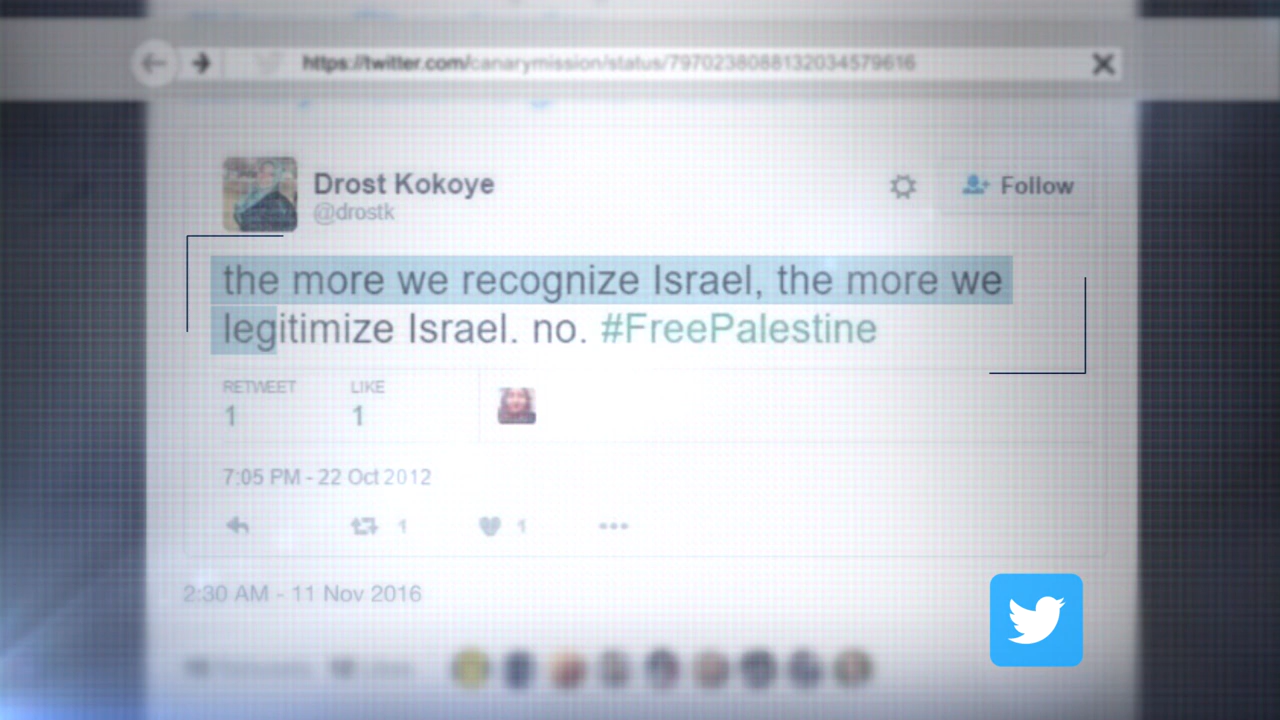 https://twitter.com/canarymission/status/7970238088132034579616
Drost Kokoye
@drostk
Follow
the more we recognize Israel, the more we
legitimize Israel. no. #FreePalestine
RETWEET LIKE
1 1
7:05 PM - 22 Oct 2012
1 1
2:30 AM - 11 Nov 2016